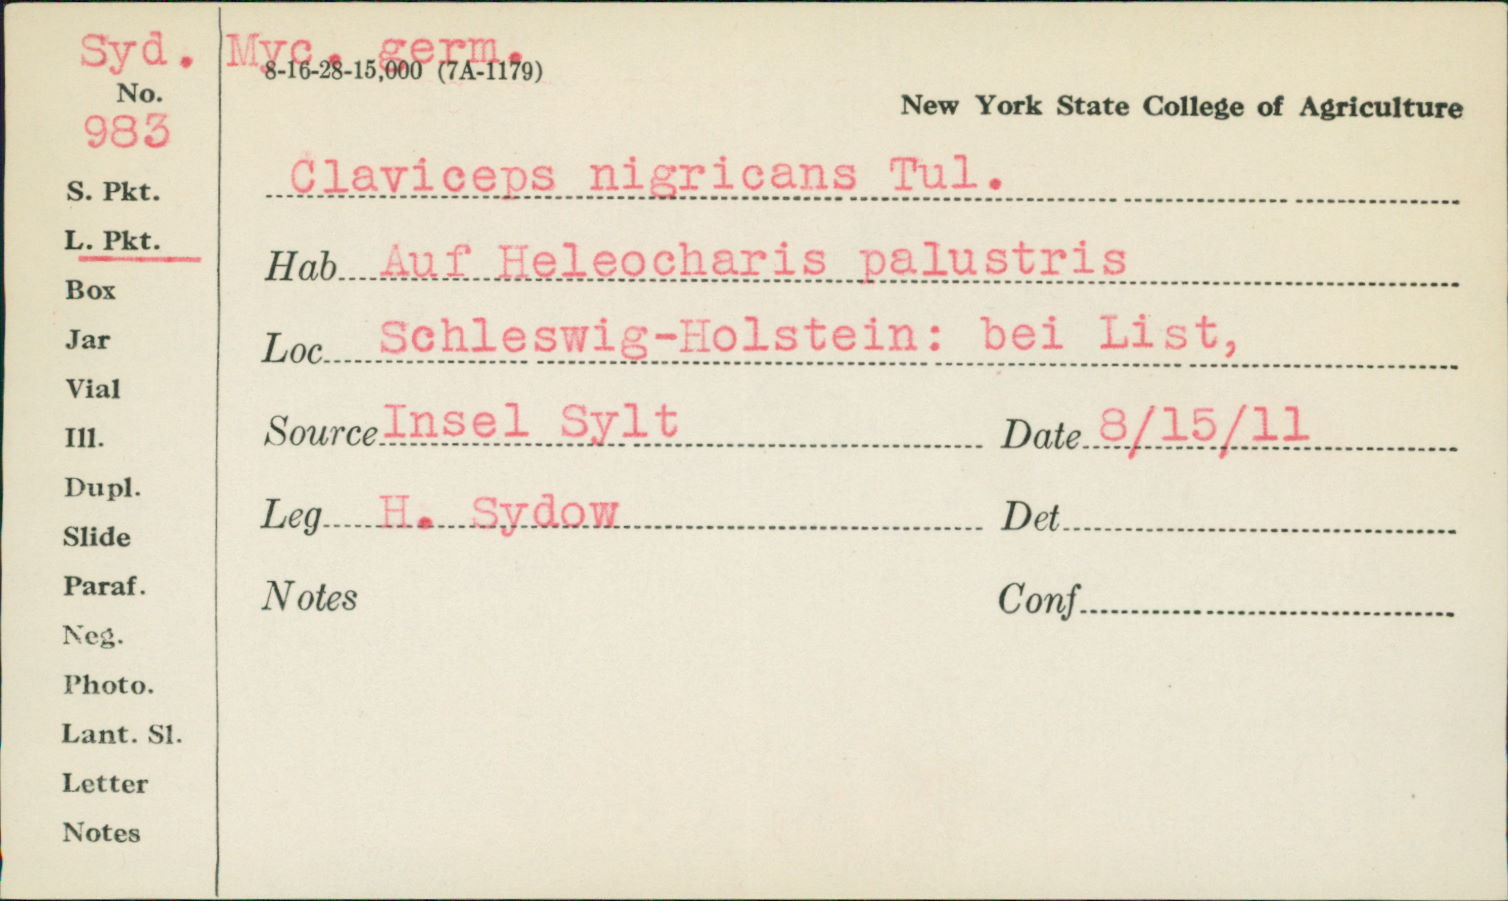 Syd. Myc. germ.
8-16-28-15,000 (7A-1179)
No.
983
New York State College of Agriculture
Claviceps nigricans Tul.
S. Pkt.
L. Pkt.
Hab. Auf Heleocharis palustris
Box
Jar
Loc. Schleswig-Holstein: bei List,
Vial
Ill.
Source Insel Sylt Date 8/15/11
Dupl.
Leg. H. Sydow Det.
Slide
Paraf.
Notes Conf.
Neg.
Photo.
Lant. Sl.
Letter
Notes